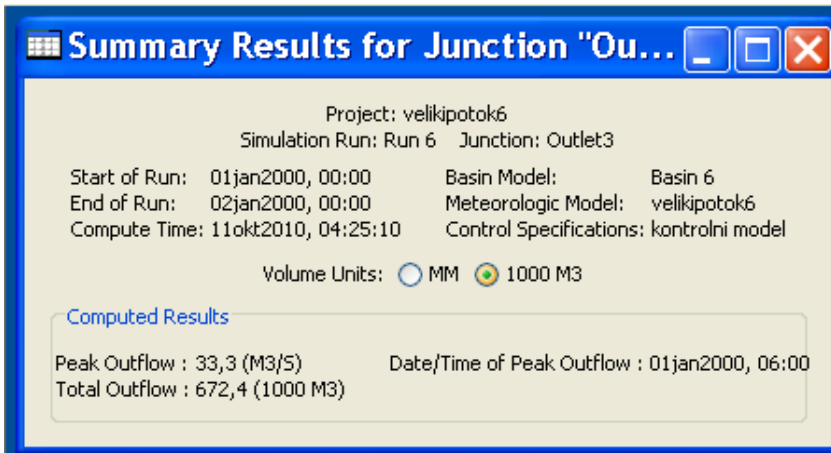 Summary Results for Junction "Ou...
Project: velikipotok6
Simulation Run: Run 6 Junction: Outlet3
Start of Run: 01jan2000, 00:00 Basin Model: Basin 6
End of Run: 02jan2000, 00:00 Meteorologic Model: velikipotok6
Compute Time: 11okt2010, 04:25:10 Control Specifications: kontrolni model
Volume Units: MM 1000 M3
Computed Results
Peak Outflow : 33,3 (M3/S) Date/Time of Peak Outflow : 01jan2000, 06:00
Total Outflow : 672,4 (1000 M3)